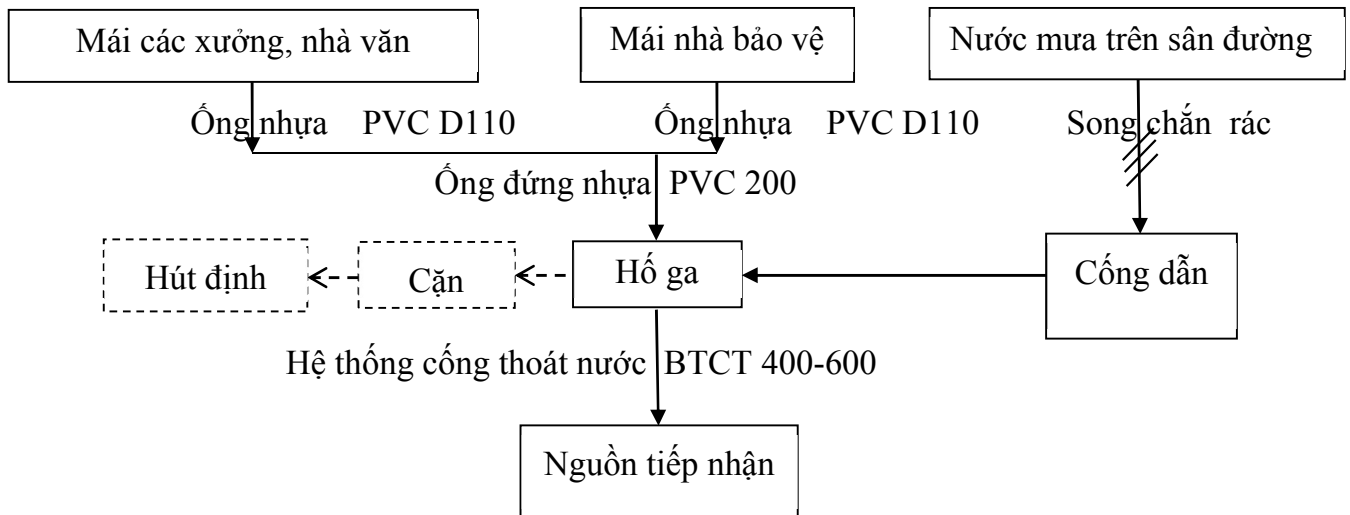 Mái các xưởng, nhà văn
Mái nhà bảo vệ
Nước mưa trên sân đường
Ống nhựa PVC D110
Ống nhựa PVC D110
Song chắn rác
Ống đứng nhựa PVC 200
Hút định
Cặn
Hố ga
Cống dẫn
Hệ thống cống thoát nước BTCT 400-600
Nguồn tiếp nhận